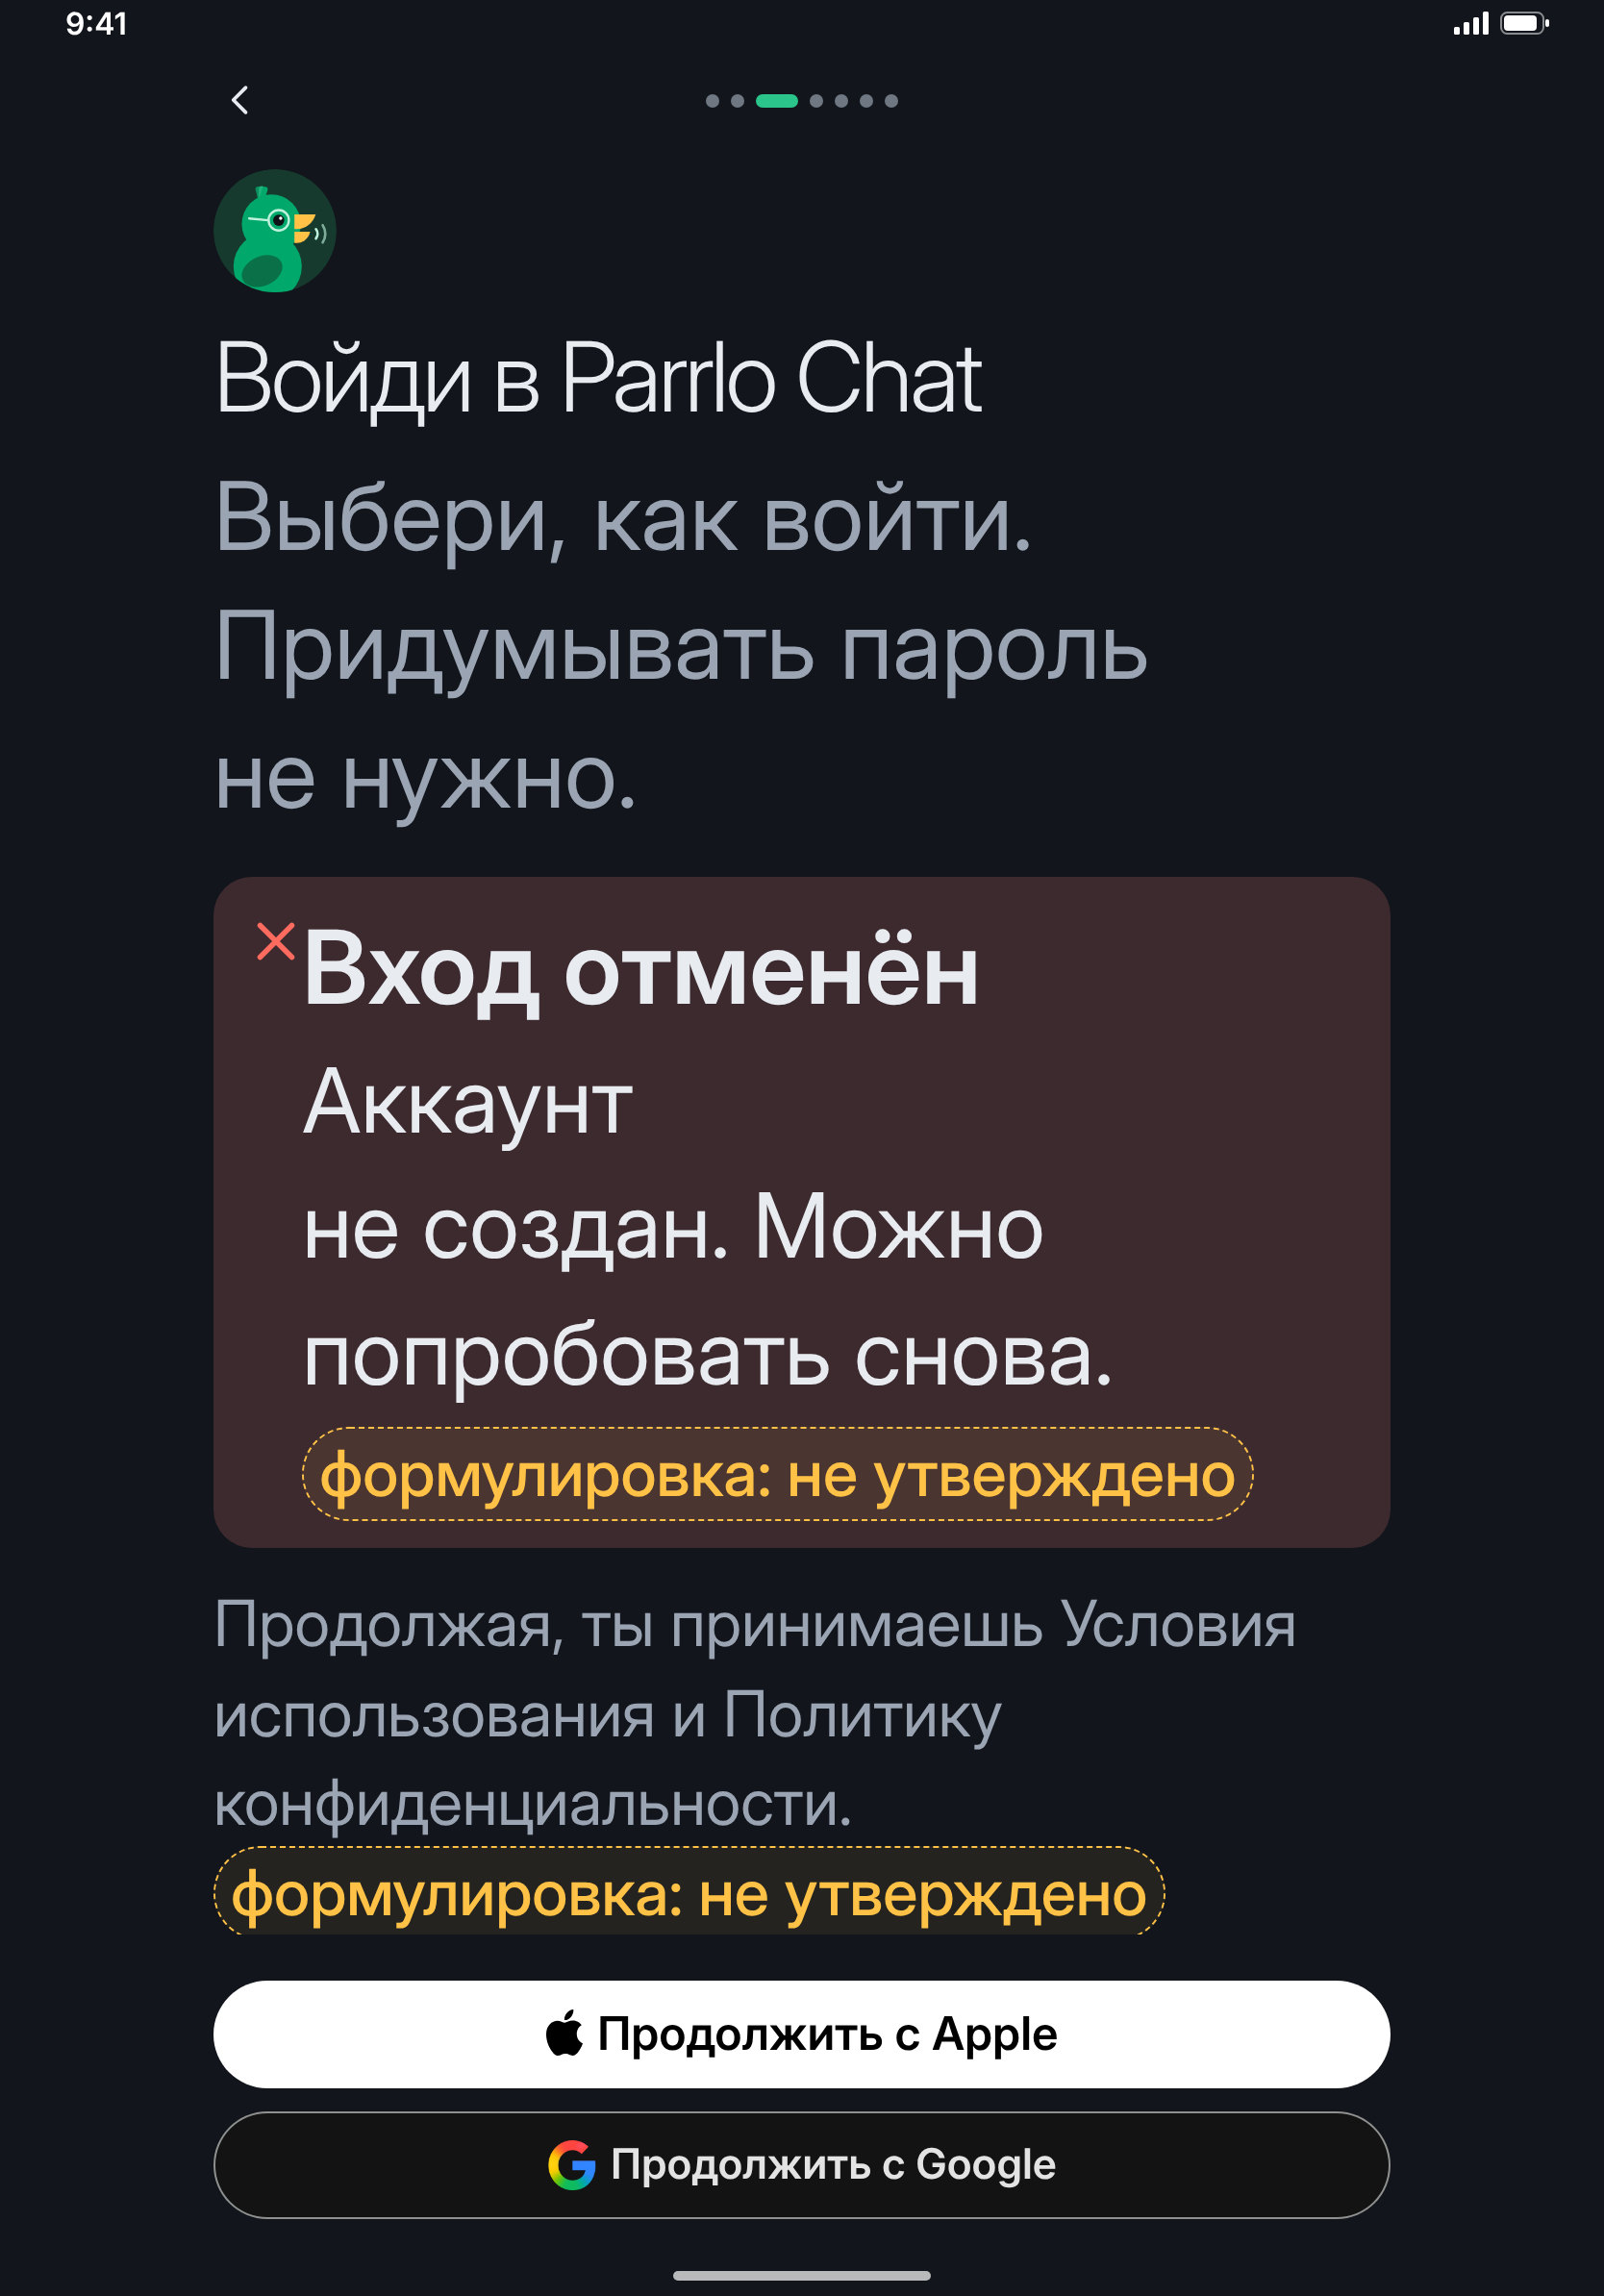 9:41
Войди в Parrlo Chat
Выбери, как войти.
Придумывать пароль
не нужно.
Вход отменён
Аккаунт
не создан. Можно
попробовать снова.
формулировка: не утверждено
Продолжая, ты принимаешь Условия
использования и Политику
конфиденциальности.
формулировка: не утверждено
Продолжить с Apple
Продолжить с Google